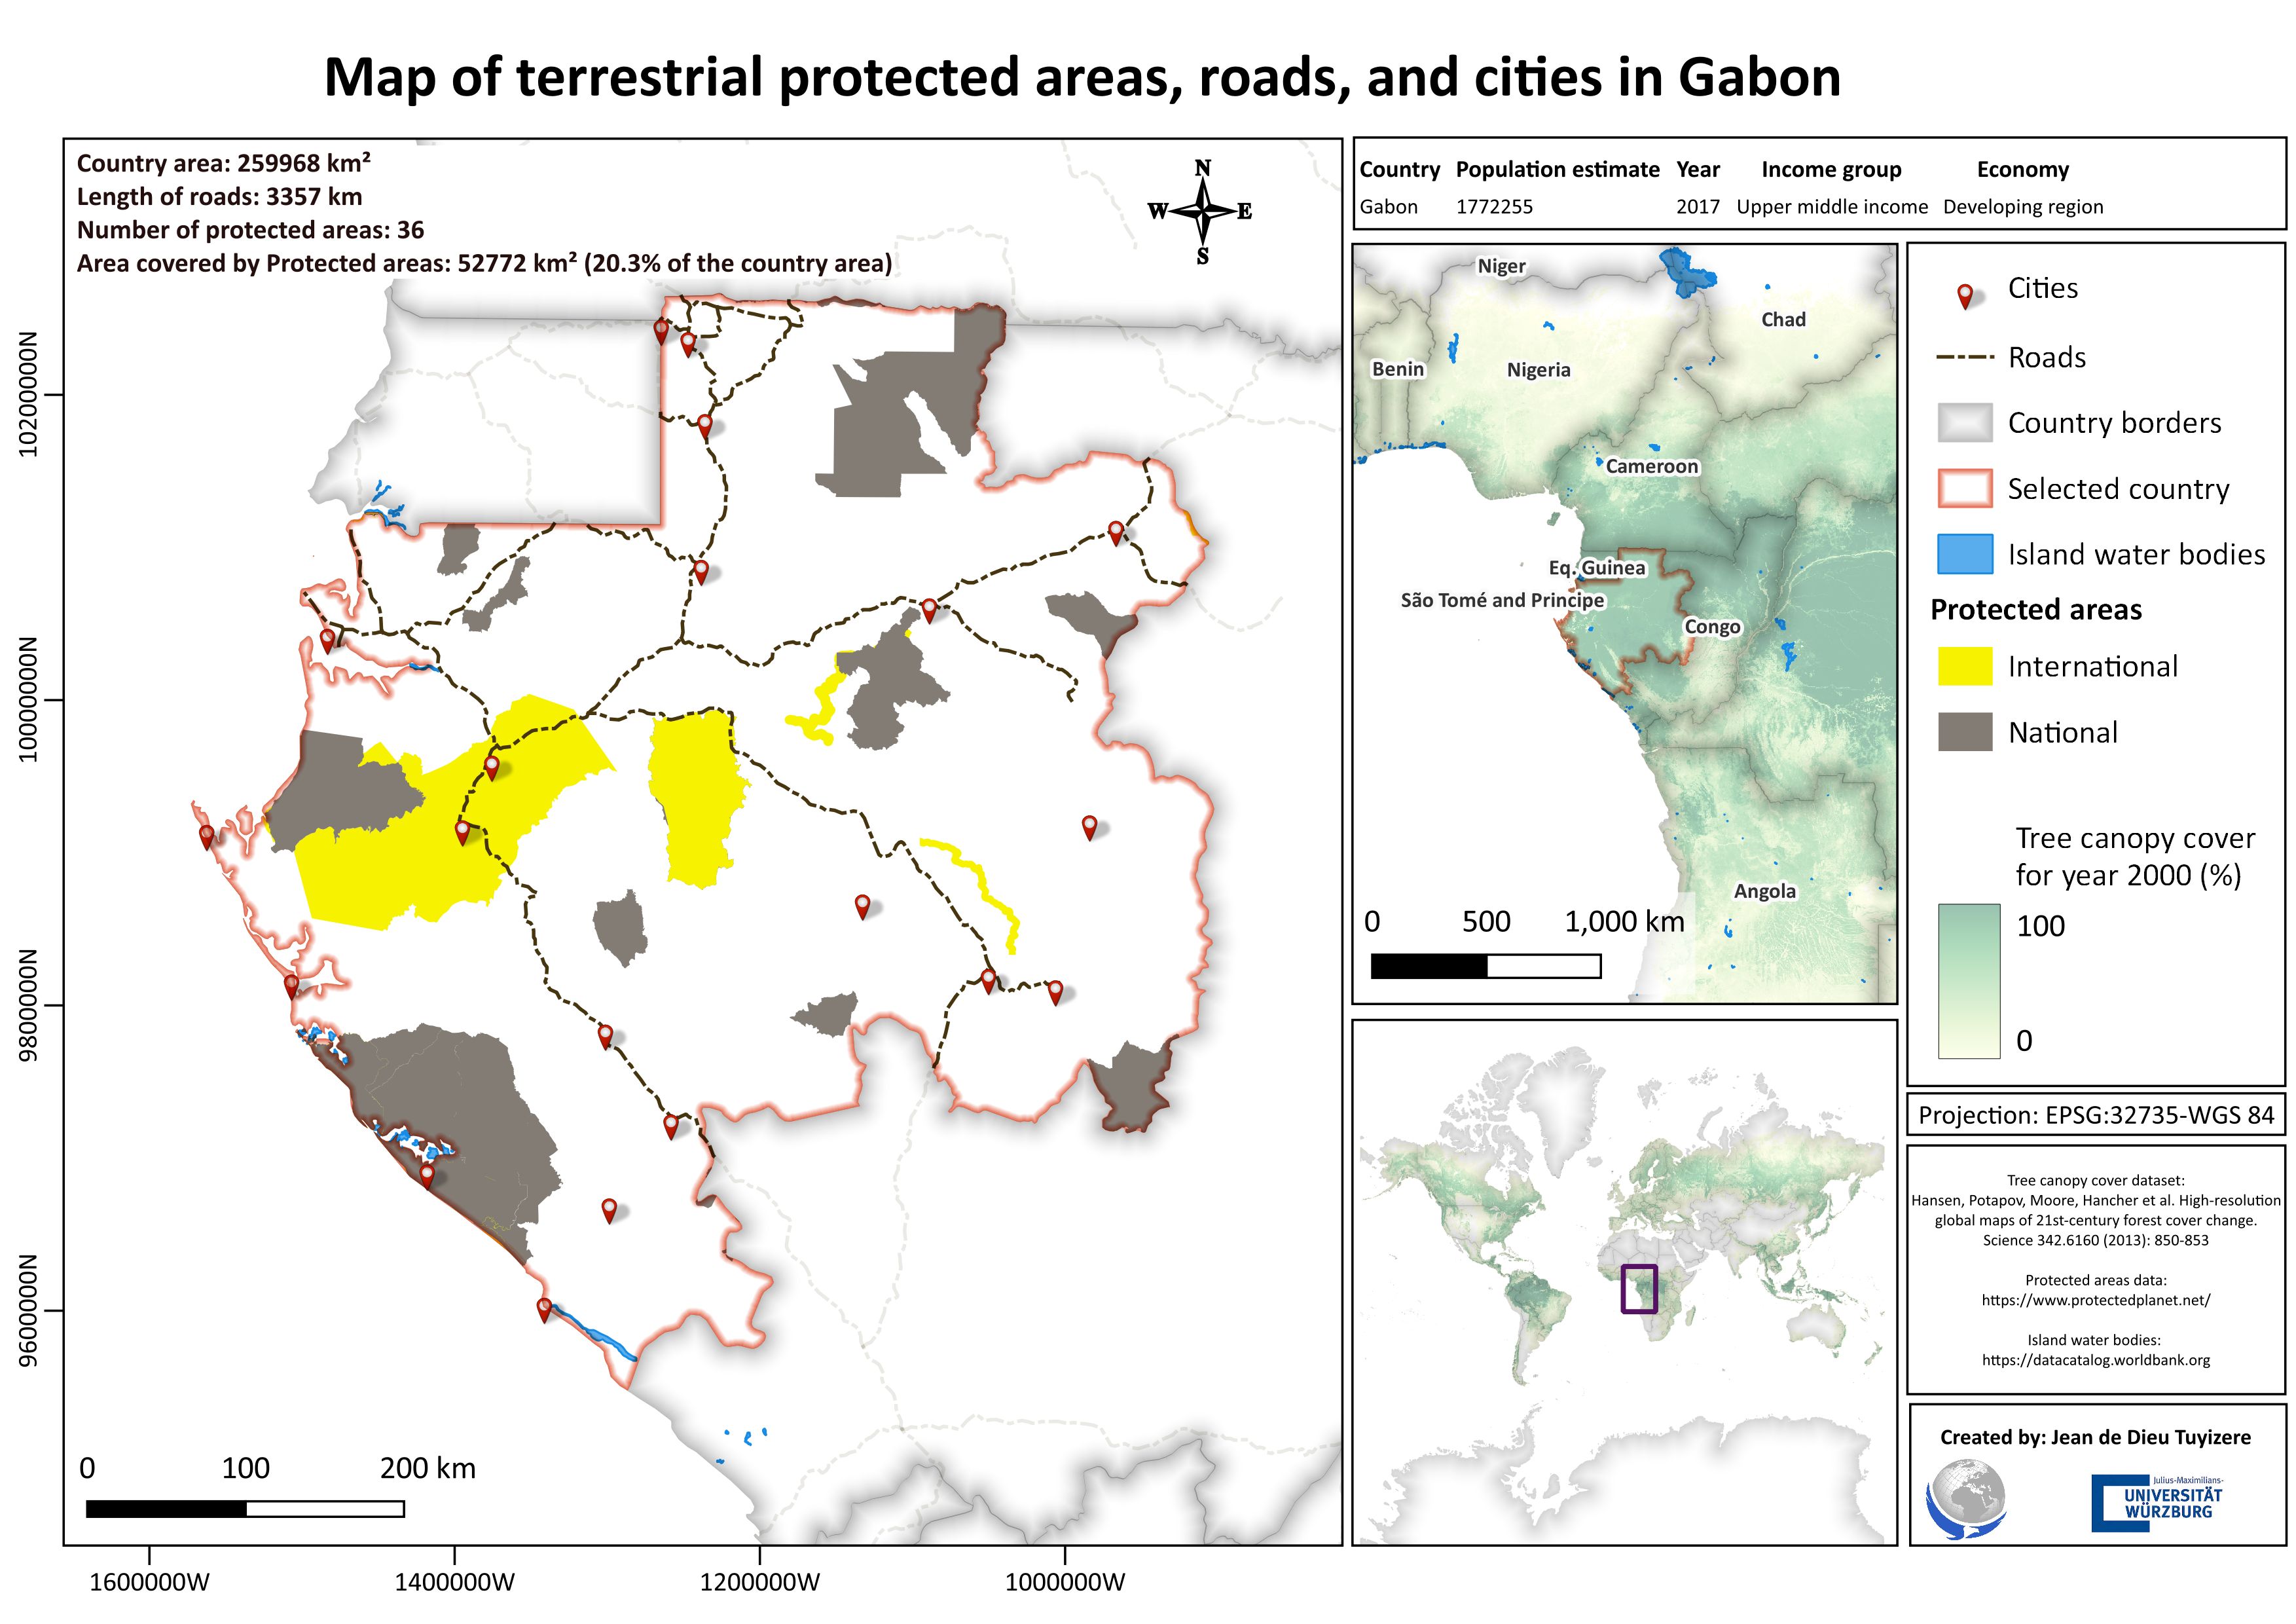 Map of terrestrial protected areas, roads, and cities in Gabon
Country area: 259968 km²
Length of roads: 3357 km
Number of protected areas: 36
Area covered by Protected areas: 52772 km² (20.3% of the country area)
N
W E
S
10200000N
10000000N
9800000N
9600000N
0 100 200 km
1600000W 1400000W 1200000W 1000000W
Country Population estimate Year Income group Economy
Gabon 1772255 2017 Upper middle income Developing region
Niger
Chad
Benin
Nigeria
Cameroon
Eq. Guinea
São Tomé and Principe
Congo
Angola
0 500 1,000 km
Cities
Roads
Country borders
Selected country
Island water bodies
Protected areas
International
National
Tree canopy cover
for year 2000 (%)
100
0
Projection: EPSG:32735-WGS 84
Tree canopy cover dataset:
Hansen, Potapov, Moore, Hancher et al. High-resolution
global maps of 21st-century forest cover change.
Science 342.6160 (2013): 850-853
Protected areas data:
https://www.protectedplanet.net/
Island water bodies:
https://datacatalog.worldbank.org
Created by: Jean de Dieu Tuyizere
Julius-Maximilians-
UNIVERSITÄT
WÜRZBURG